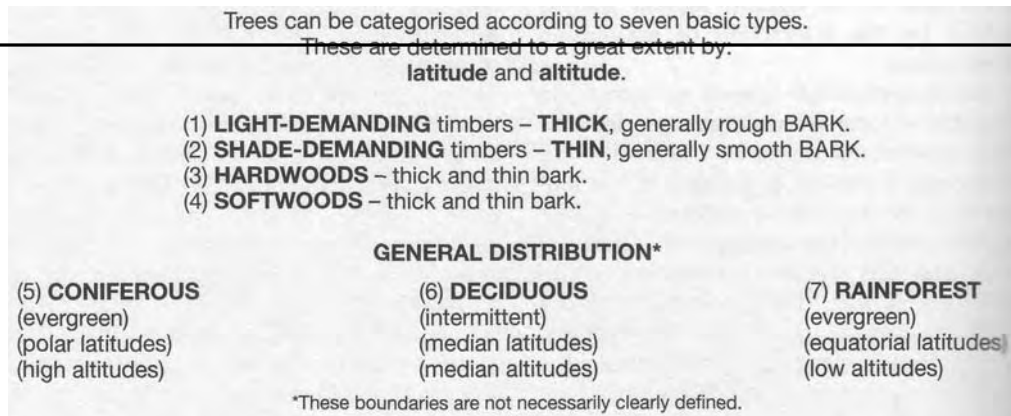 Trees can be categorised according to seven basic types.
These are determined to a great extent by:
latitude and altitude.
(1) LIGHT-DEMANDING timbers – THICK, generally rough BARK.
(2) SHADE-DEMANDING timbers – THIN, generally smooth BARK.
(3) HARDWOODS – thick and thin bark.
(4) SOFTWOODS – thick and thin bark.
GENERAL DISTRIBUTION*
(5) CONIFEROUS
(evergreen)
(polar latitudes)
(high altitudes)
(6) DECIDUOUS
(intermittent)
(median latitudes)
(median altitudes)
(7) RAINFOREST
(evergreen)
(equatorial latitudes)
(low altitudes)
*These boundaries are not necessarily clearly defined.